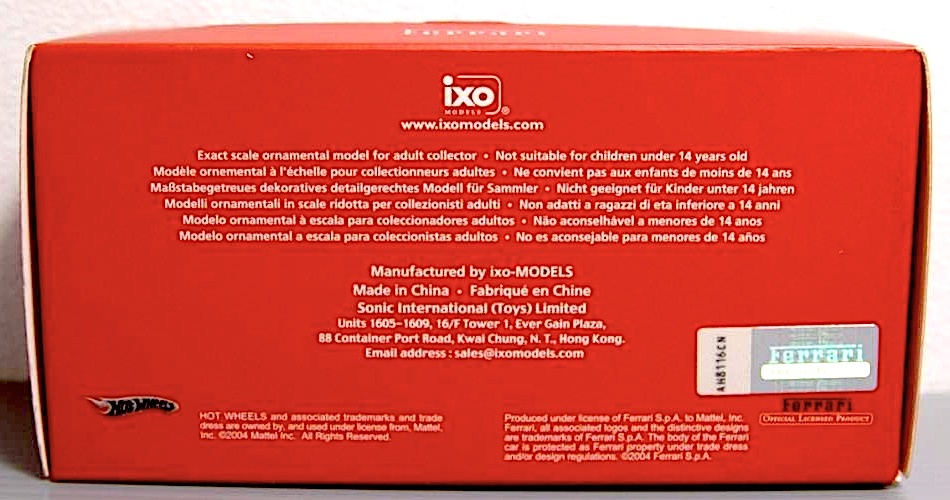 Ferrari
ixo
MODELS
®
www.ixomodels.com
Exact scale ornamental model for adult collector • Not suitable for children under 14 years old
Modèle ornemental à l'échelle pour collectionneurs adultes • Ne convient pas aux enfants de moins de 14 ans
Maßstabegetreues dekoratives detailgerechtes Modell für Sammler • Nicht geeignet für Kinder unter 14 jahren
Modelli ornamentali in scale ridotta per collezionisti adulti • Non adatti a ragazzi di eta inferiore a 14 anni
Modelo ornamental à escala para coleccionadores adultos • Não aconselhável a menores de 14 anos
Modelo ornamental a escala para coleccionistas adultos • No es aconsejable para menores de 14 años
Manufactured by ixo-MODELS
Made in China • Fabriqué en Chine
Sonic International (Toys) Limited
Units 1605–1609, 16/F Tower 1, Ever Gain Plaza,
88 Container Port Road, Kwai Chung, N. T., Hong Kong.
Email address : sales@ixomodels.com
AH8116CN
Ferrari
Hot Wheels
HOT WHEELS and associated trademarks and trade
dress are owned by, and used under license from, Mattel,
Inc. ©2004 Mattel Inc. All Rights Reserved.
Produced under license of Ferrari S.p.A. to Mattel, Inc.
Ferrari, all associated logos and the distinctive designs
are trademarks of Ferrari S.p.A. The body of the Ferrari
car is protected as Ferrari property under trade dress
and/or design regulations. ©2004 Ferrari S.p.A.
Ferrari
Official Licensed Product